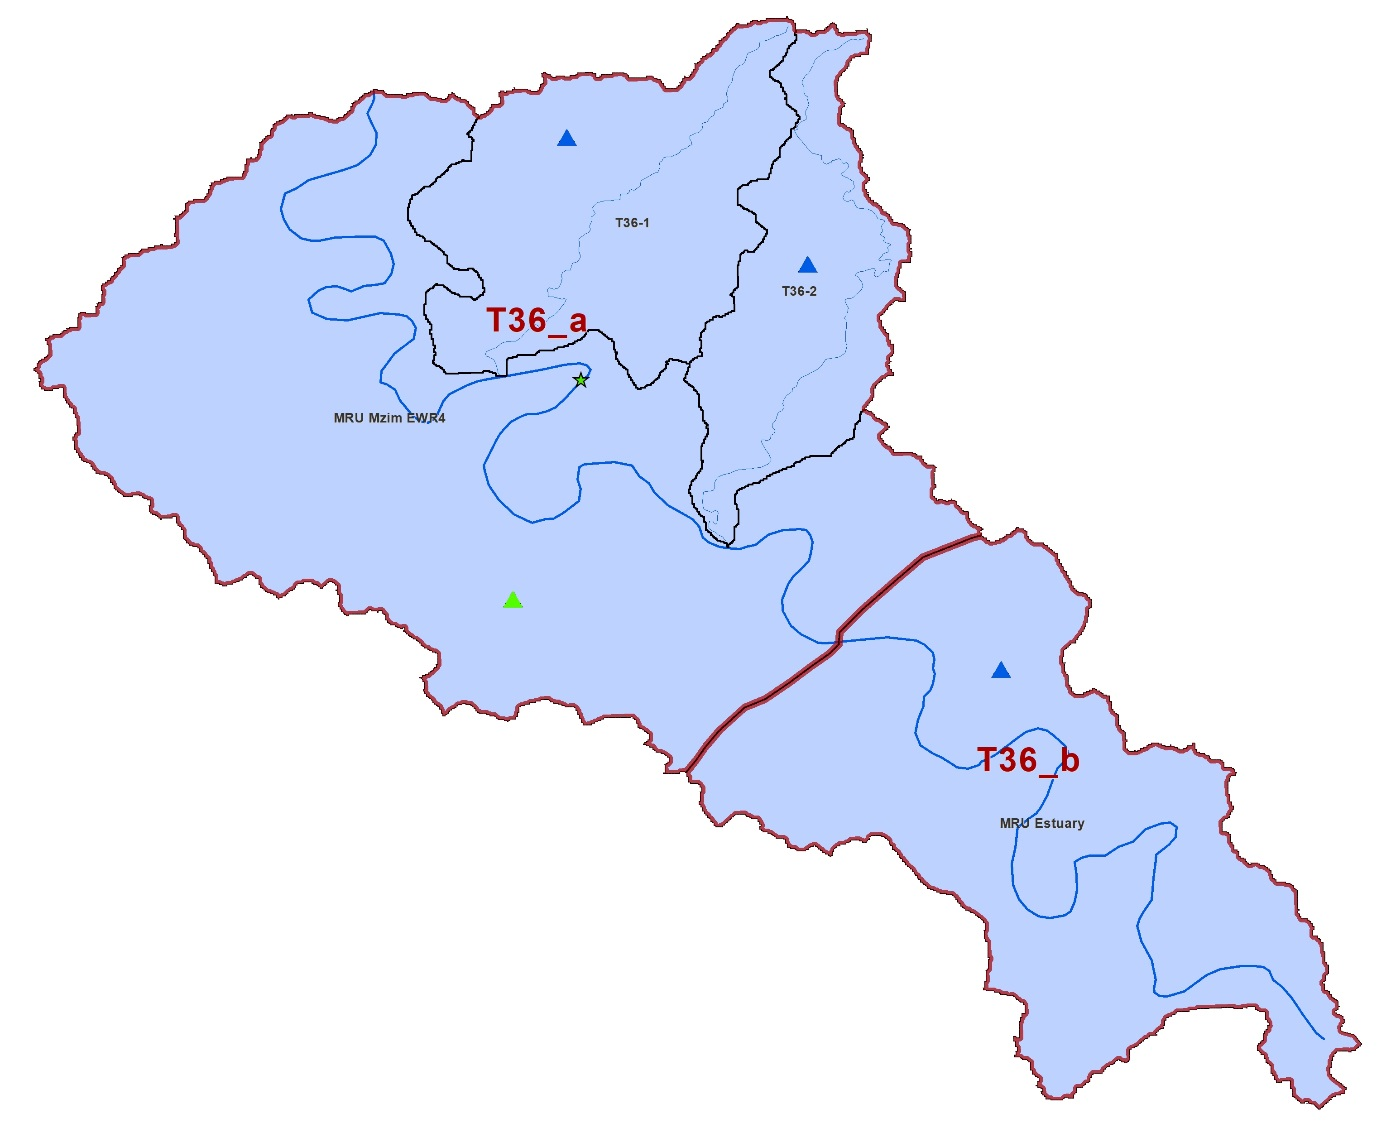 T36-1
T36-2
T36_a
MRU Mzim EWR4
T36_b
MRU Estuary